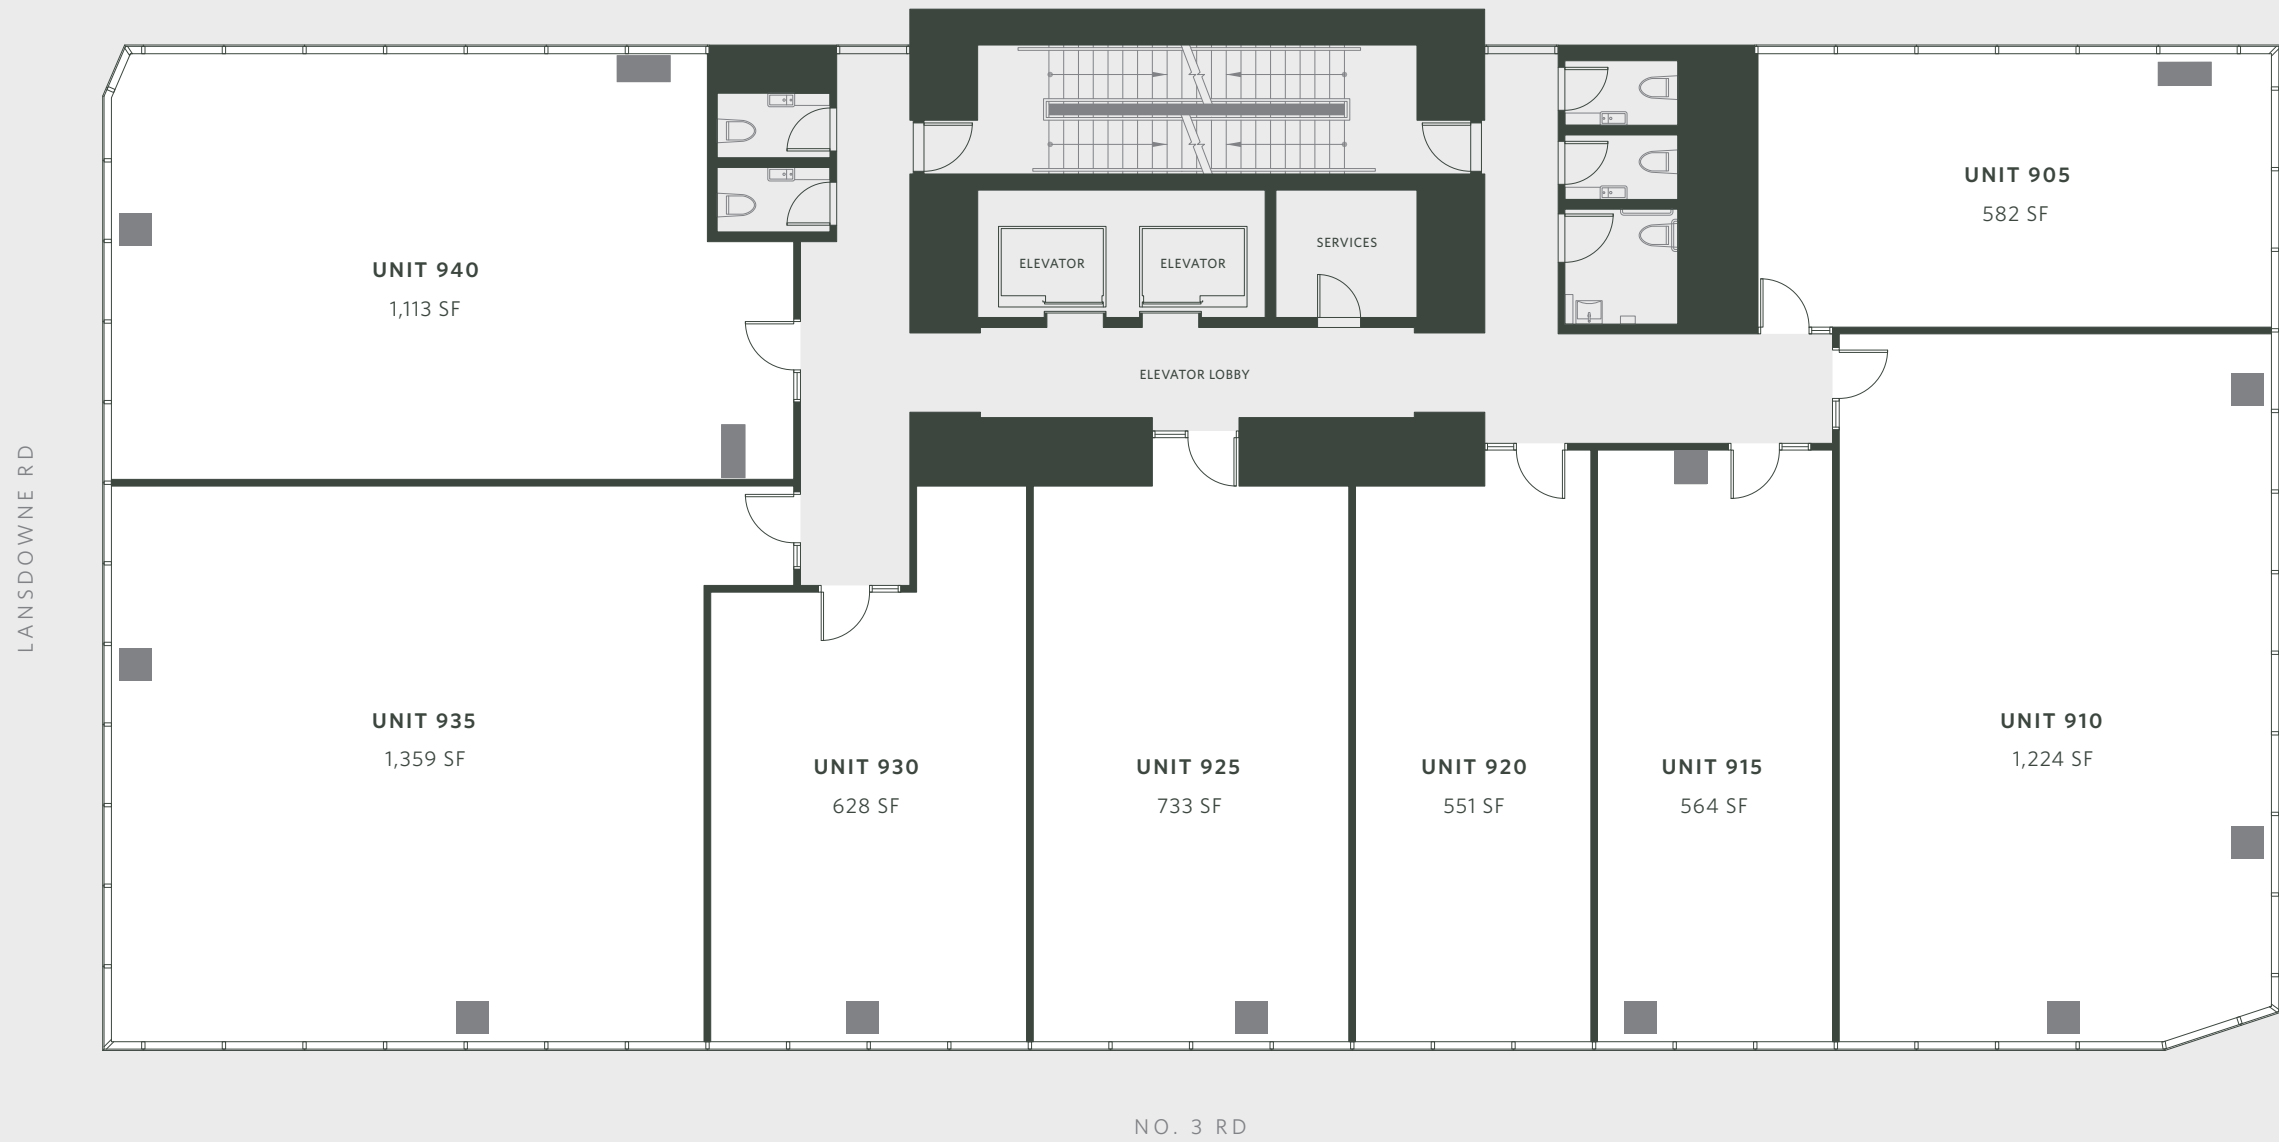 UNIT 940
1,113 SF
ELEVATOR
ELEVATOR
SERVICES
UNIT 905
582 SF
ELEVATOR LOBBY
LANSDOWNE RD
UNIT 935
1,359 SF
UNIT 930
628 SF
UNIT 925
733 SF
UNIT 920
551 SF
UNIT 915
564 SF
UNIT 910
1,224 SF
NO. 3 RD